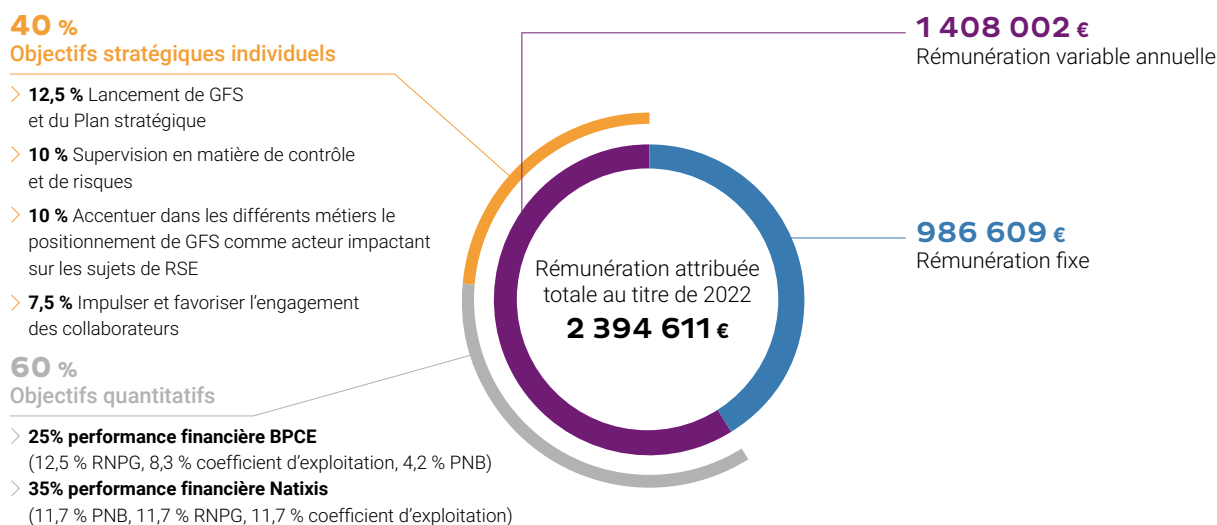 40 %
Objectifs stratégiques individuels
> 12,5 % Lancement de GFS
et du Plan stratégique
> 10 % Supervision en matière de contrôle
et de risques
> 10 % Accentuer dans les différents métiers le
positionnement de GFS comme acteur impactant
sur les sujets de RSE
> 7,5 % Impulser et favoriser l’engagement
des collaborateurs
60 %
Objectifs quantitatifs
> 25% performance financière BPCE
(12,5 % RNPG, 8,3 % coefficient d’exploitation, 4,2 % PNB)
> 35% performance financière Natixis
(11,7 % PNB, 11,7 % RNPG, 11,7 % coefficient d’exploitation)
Rémunération attribuée
totale au titre de 2022
2 394 611 €
1 408 002 €
Rémunération variable annuelle
986 609 €
Rémunération fixe